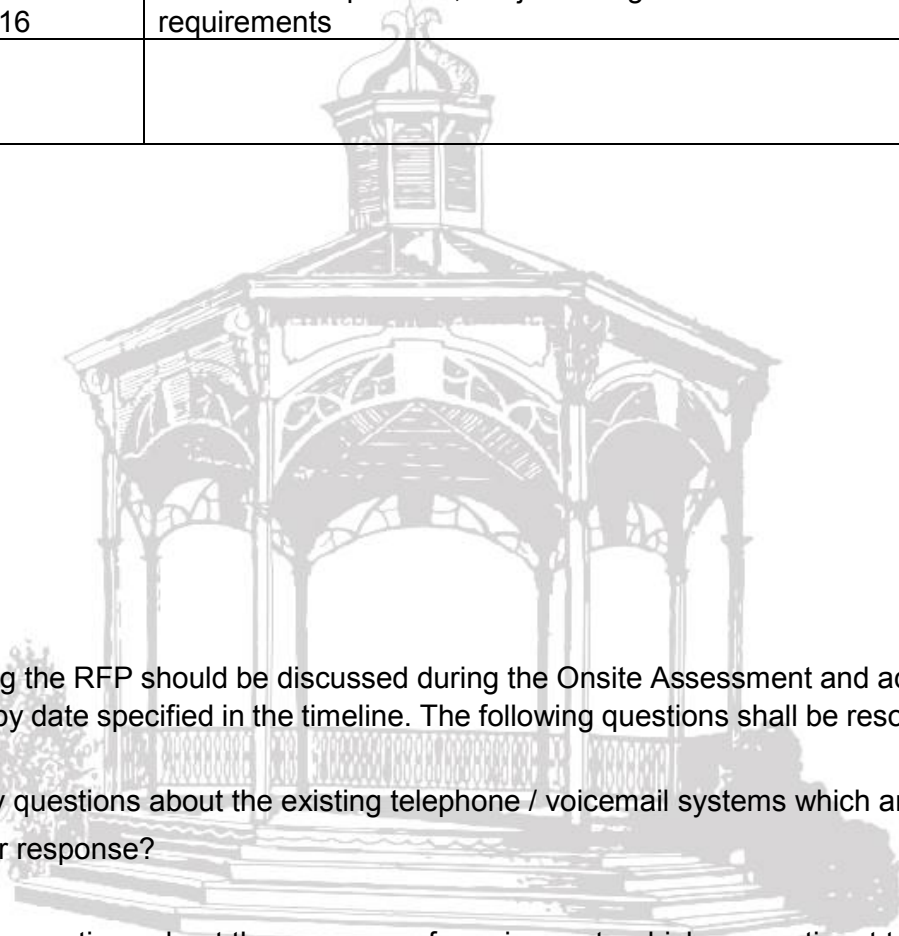 16
requirements
g the RFP should be discussed during the Onsite Assessment and
by date specified in the timeline. The following questions shall be
questions about the existing telephone / voicemail systems which
response?